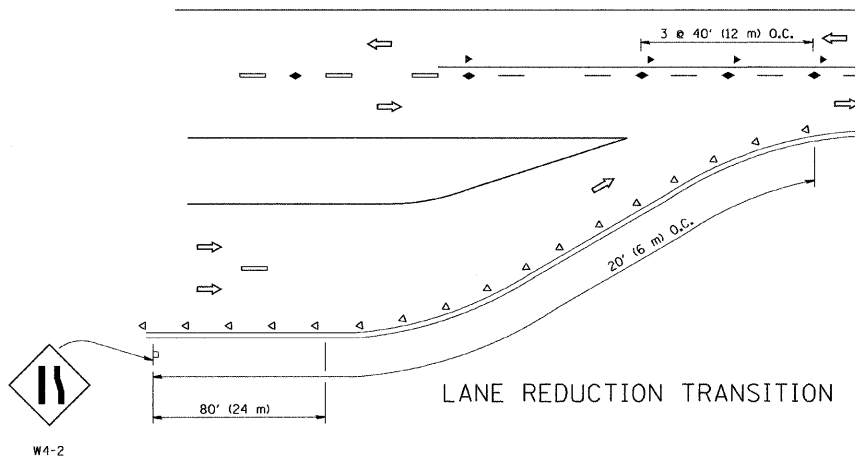 3 @ 40' (12 m) O.C.
20' (6 m) O.C.
80' (24 m)
LANE REDUCTION TRANSITION
W4-2